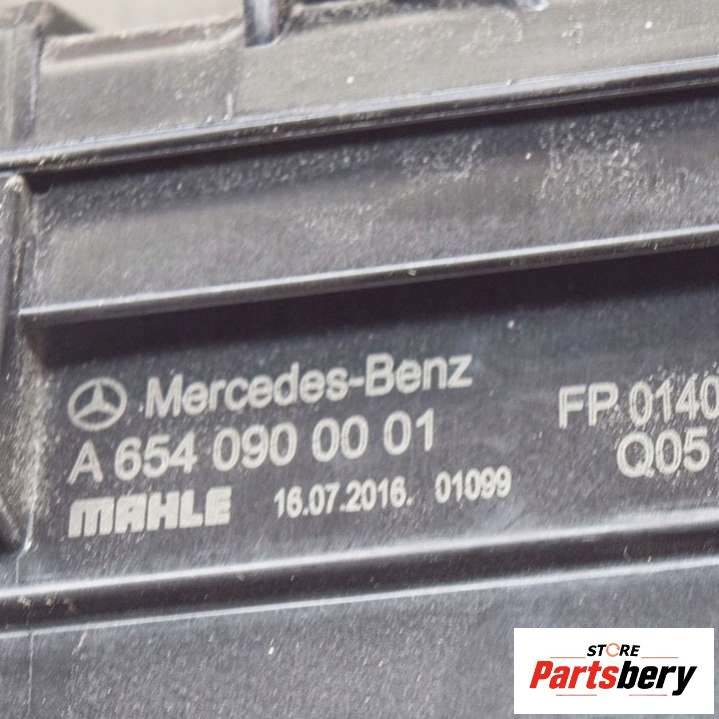 Mercedes-Benz
A 654 090 00 01
MAHLE 16.07.2016. 01099
FP 0140
Q05
STORE
Partsbery